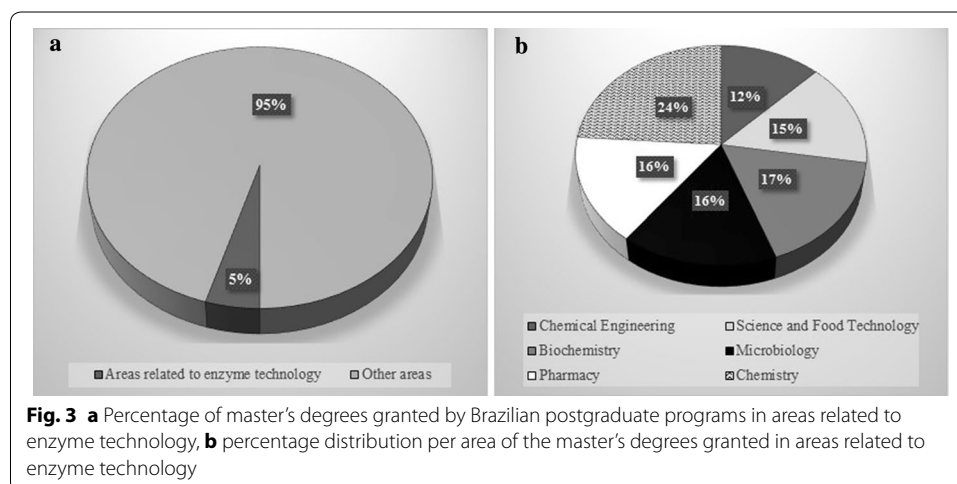 a
95%
5%
Areas related to enzyme technology Other areas
b
12%
15%
17%
16%
16%
24%
Chemical Engineering Science and Food Technology
Biochemistry Microbiology
Pharmacy Chemistry
Fig. 3 a Percentage of master's degrees granted by Brazilian postgraduate programs in areas related to
enzyme technology, b percentage distribution per area of the master's degrees granted in areas related to
enzyme technology